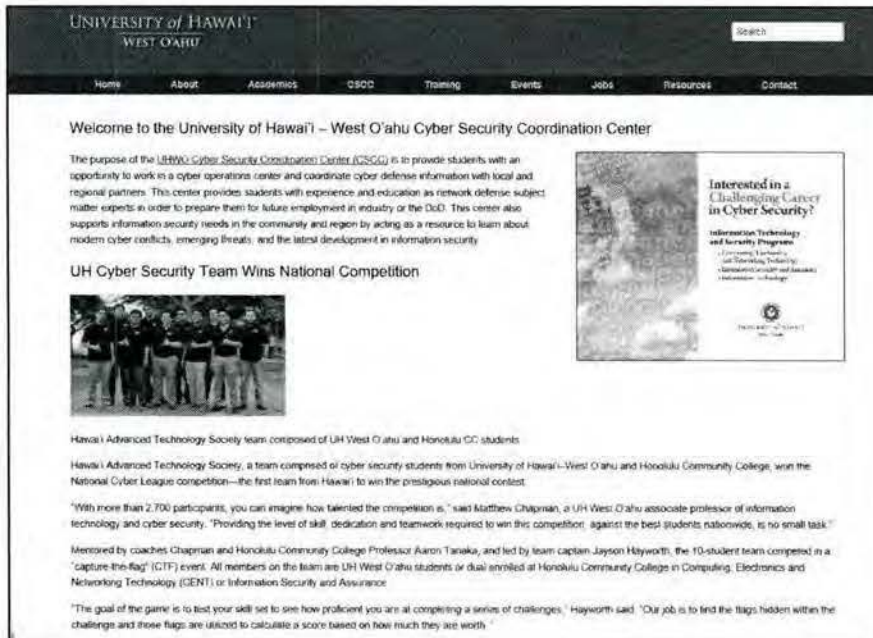 UNIVERSITY of HAWAI'I
WEST O'AHU
Search
Home About Academics CSCC Training Events Jobs Resources Contact
Welcome to the University of Hawai'i – West O'ahu Cyber Security Coordination Center
The purpose of the UHWO Cyber Security Coordination Center (CSCC) is to provide students with an
opportunity to work in a cyber operations center and coordinate cyber defense information with local and
regional partners. This center provides students with experience and education as network defense subject
matter experts in order to prepare them for future employment in industry or the DoD. This center also
supports information security needs in the community and region by acting as a resource to learn about
modern cyber conflicts, emerging threats, and the latest development in information security
Interested in a
Challenging Career
in Cyber Security?
Information Technology
and Security Programs
UH Cyber Security Team Wins National Competition
Hawai'i Advanced Technology Society team composed of UH West O'ahu and Honolulu CC students
Hawai'i Advanced Technology Society, a team comprised of cyber security students from University of Hawai'i–West O'ahu and Honolulu Community College, won the
National Cyber League competition—the first team from Hawai'i to win the prestigious national contest
"With more than 2,700 participants, you can imagine how talented the competition is," said Matthew Chapman, a UH West O'ahu associate professor of information
technology and cyber security. "Providing the level of skill, dedication and teamwork required to win this competition, against the best students nationwide, is no small task."
Mentored by coaches Chapman and Honolulu Community College Professor Aaron Tanaka, and led by team captain Jayson Hayworth, the 10-student team competed in a
"capture-the-flag" (CTF) event. All members on the team are UH West O'ahu students or dual enrolled at Honolulu Community College in Computing, Electronics and
Networking Technology (CENT) or Information Security and Assurance
"The goal of the game is to test your skill set to see how proficient you are at completing a series of challenges," Hayworth said. "Our job is to find the flags hidden within the
challenge and those flags are utilized to calculate a score based on how much they are worth."